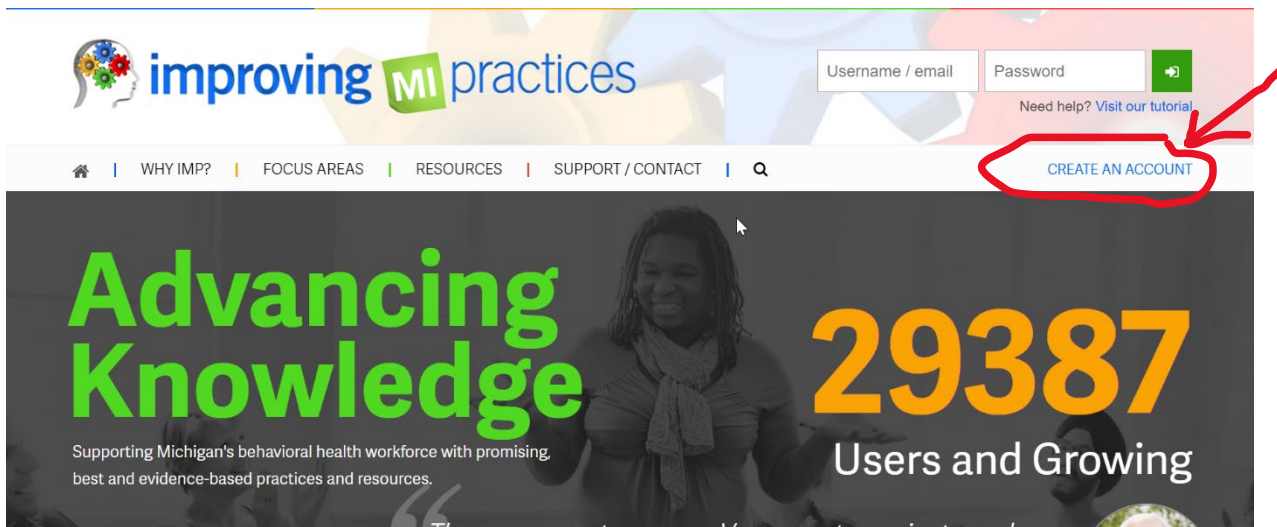 improving MI practices
Username / email
Password
Need help? Visit our tutorial
WHY IMP? | FOCUS AREAS | RESOURCES | SUPPORT / CONTACT |
CREATE AN ACCOUNT
Advancing
Knowledge
Supporting Michigan's behavioral health workforce with promising,
best and evidence-based practices and resources.
29387
Users and Growing